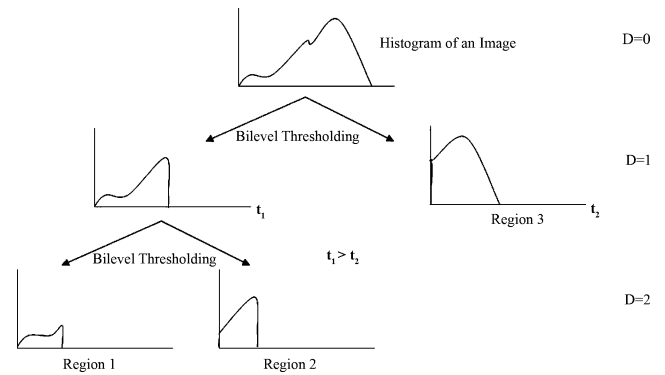 Histogram of an Image
D=0
Bilevel Thresholding
D=1
t₁
t₂
Region 3
Bilevel Thresholding
t₁ > t₂
D=2
Region 1
Region 2